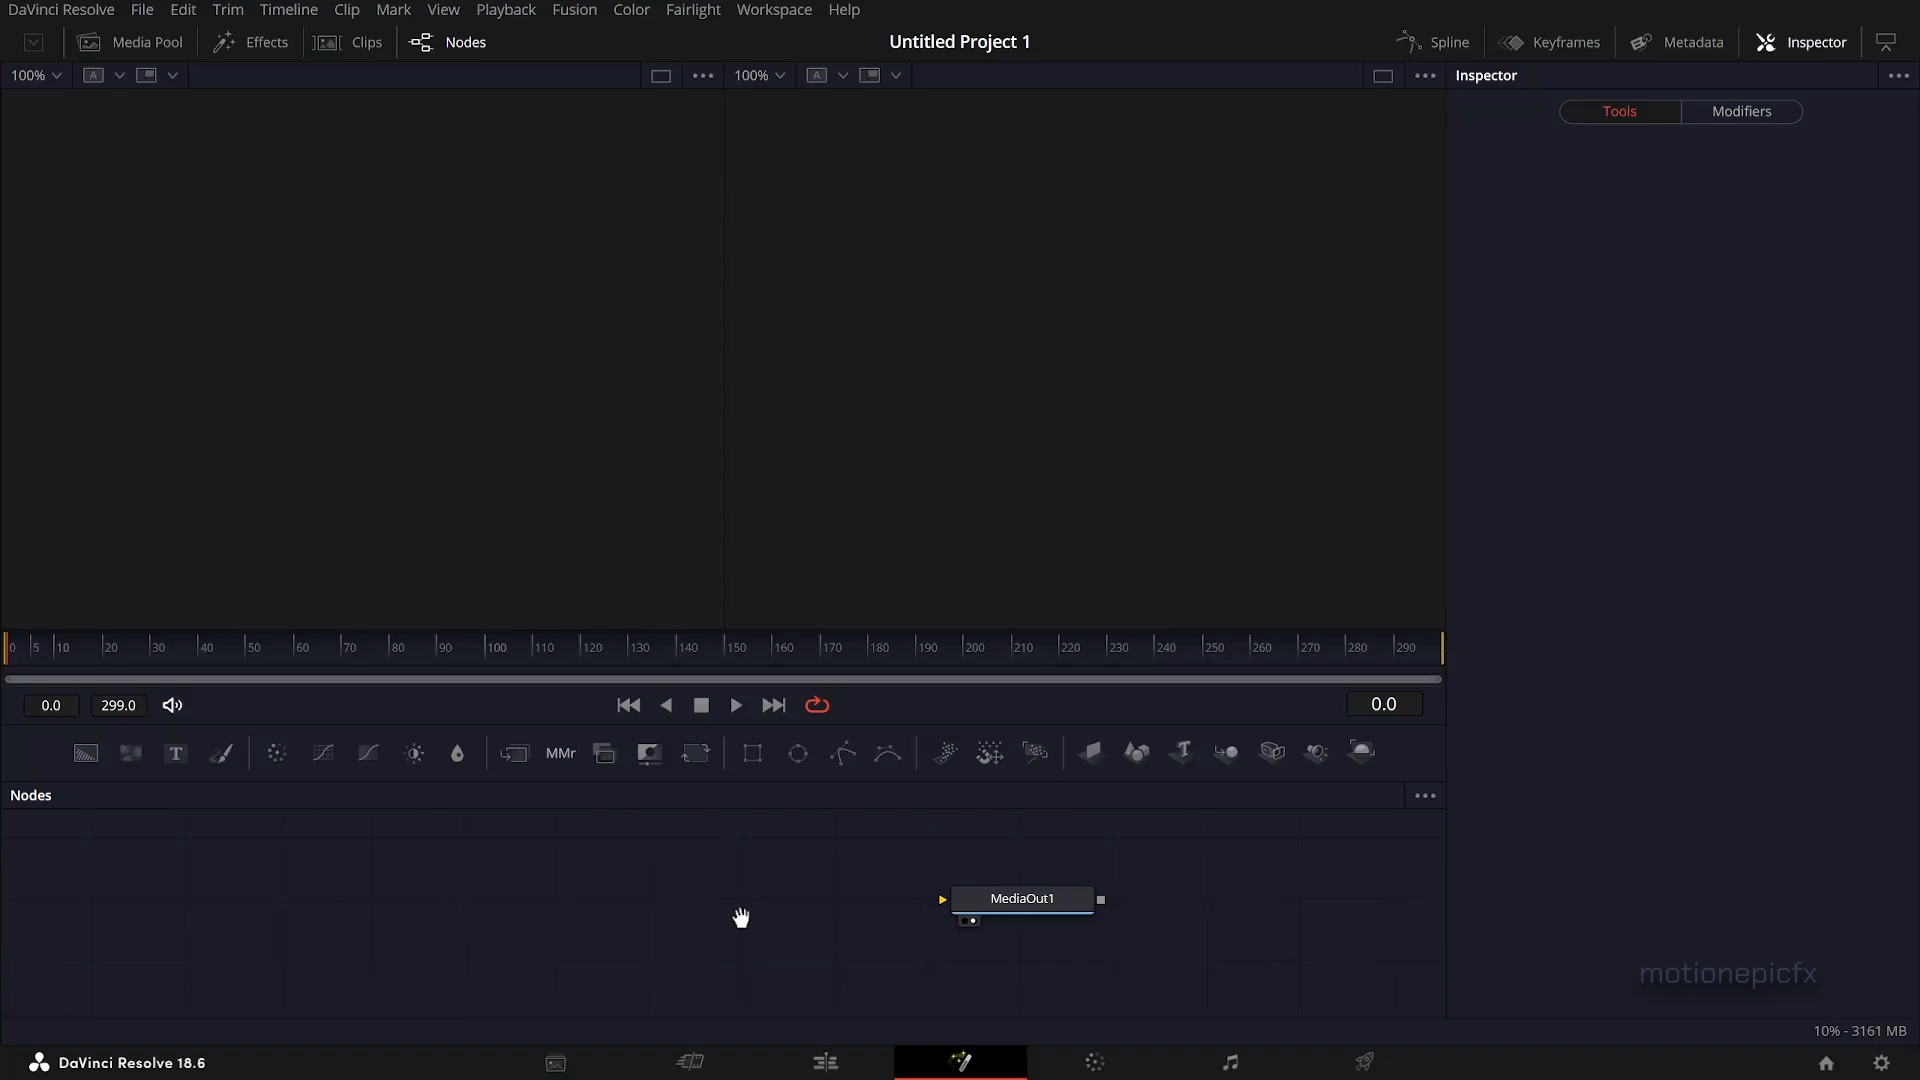 DaVinci Resolve File Edit Trim Timeline Clip Mark View Playback Fusion Color Fairlight Workspace Help
Media Pool Effects Clips Nodes Untitled Project 1 Spline Keyframes Metadata Inspector
100% A 100% A Inspector
Tools Modifiers
0 5 10 20 30 40 50 60 70 80 90 100 110 120 130 140 150 160 170 180 190 200 210 220 230 240 250 260 270 280 290
0.0 299.0 0.0
T MMr T
Nodes
MediaOut1
motionepicfx
10% - 3161 MB
DaVinci Resolve 18.6